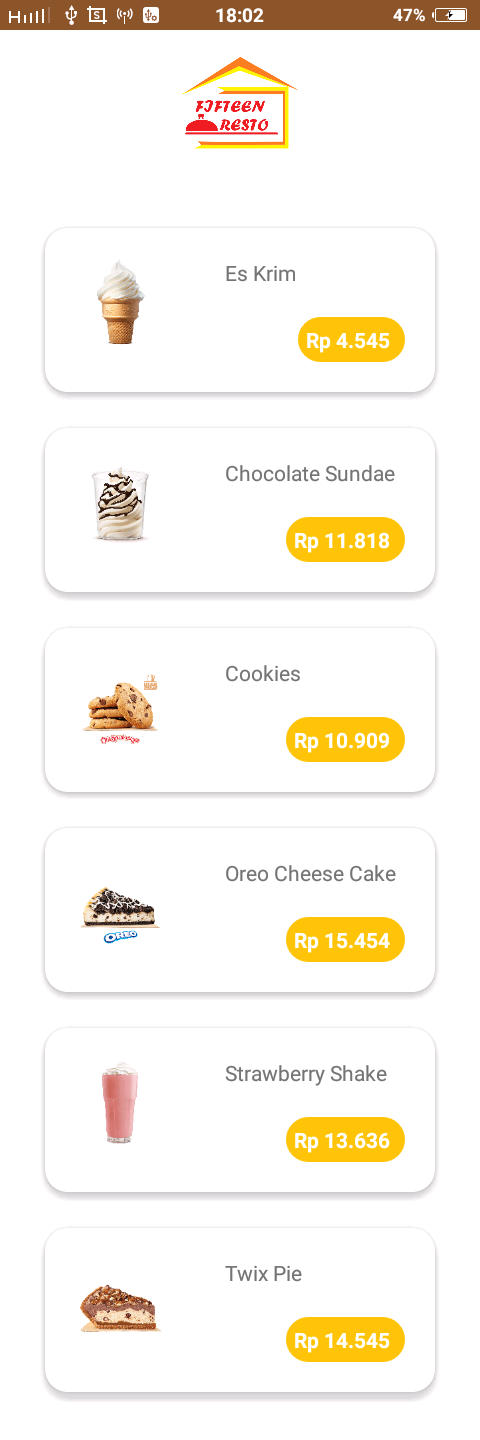 18:02
47%
FIFTEEN
RESTO
Es Krim
Rp 4.545
Chocolate Sundae
Rp 11.818
Cookies
Rp 10.909
Oreo Cheese Cake
OREO
Rp 15.454
Strawberry Shake
Rp 13.636
Twix Pie
Rp 14.545